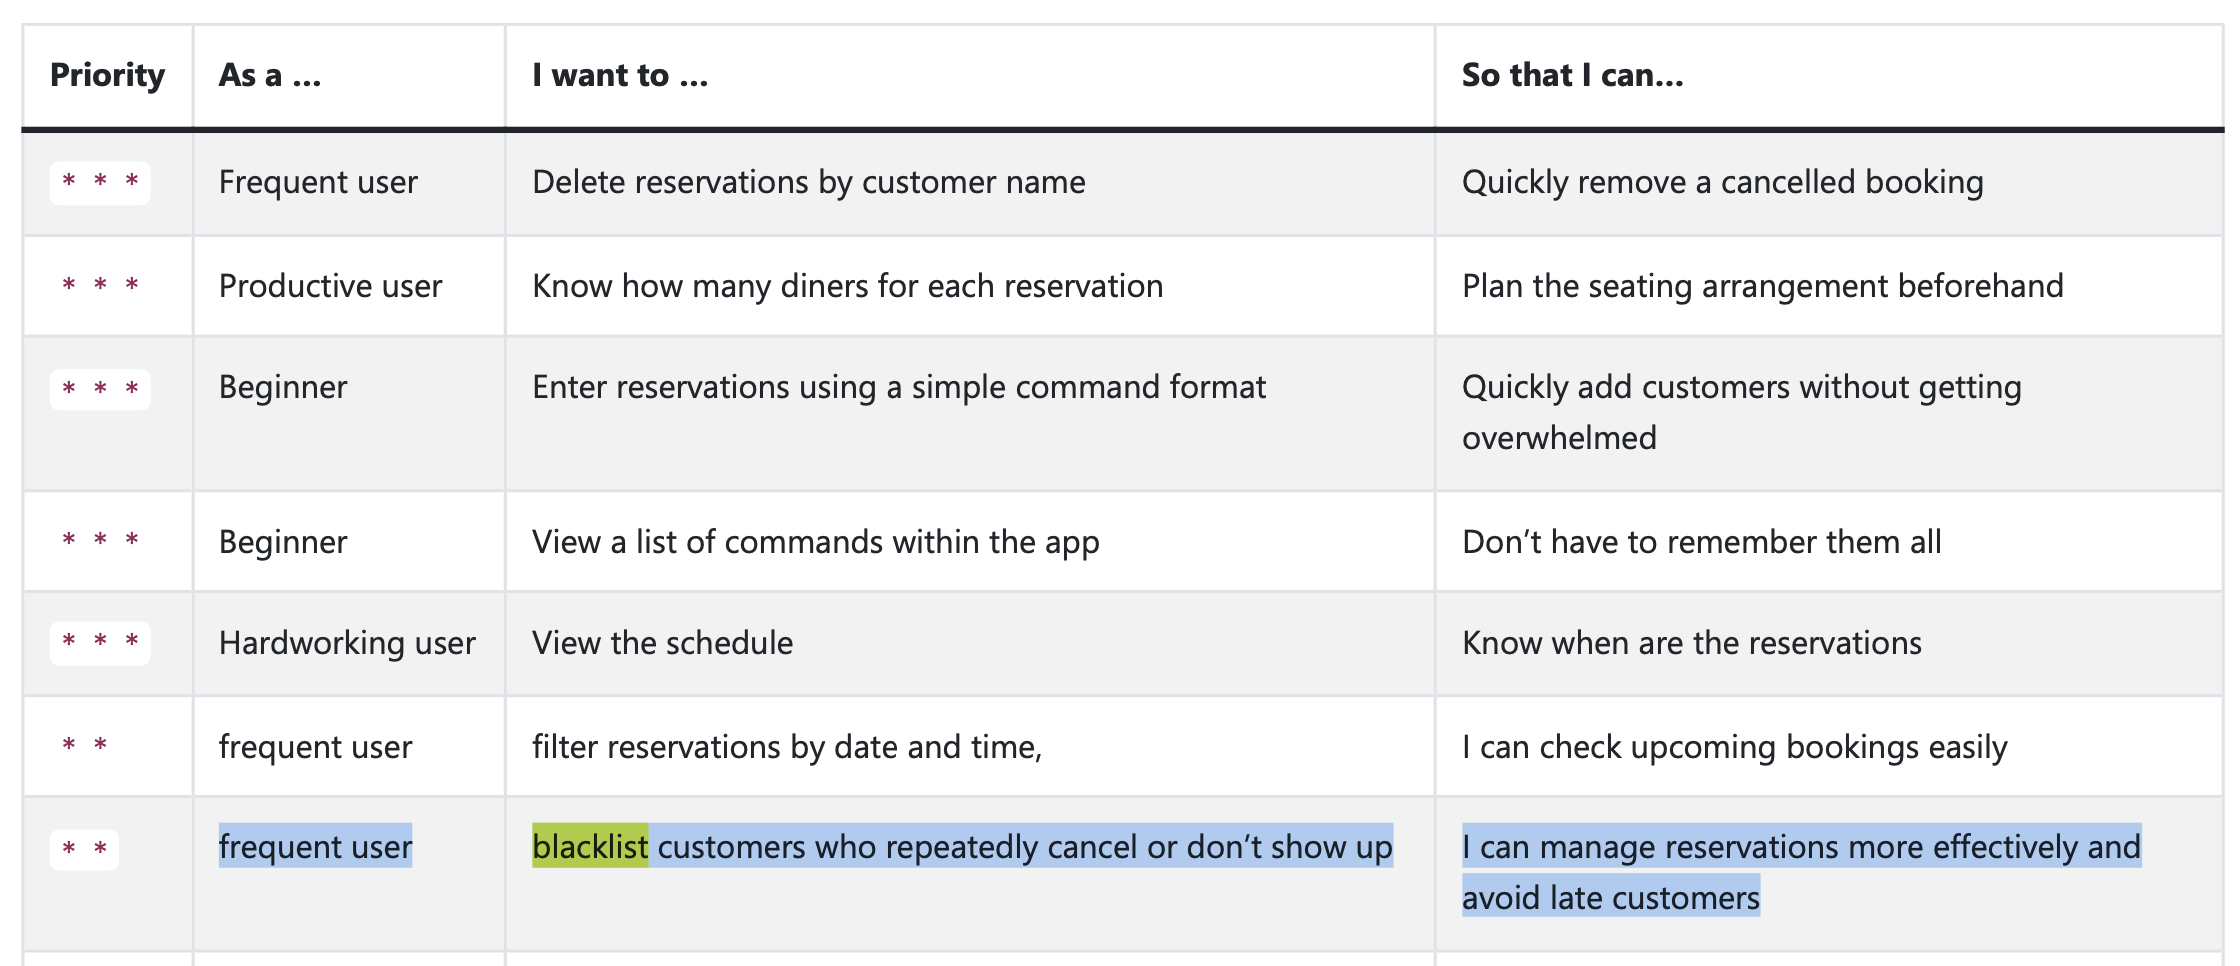 Priority As a … I want to … So that I can…
* * * Frequent user Delete reservations by customer name Quickly remove a cancelled booking
* * * Productive user Know how many diners for each reservation Plan the seating arrangement beforehand
* * * Beginner Enter reservations using a simple command format Quickly add customers without getting
overwhelmed
* * * Beginner View a list of commands within the app Don’t have to remember them all
* * * Hardworking user View the schedule Know when are the reservations
* * frequent user filter reservations by date and time, I can check upcoming bookings easily
* * frequent user blacklist customers who repeatedly cancel or don’t show up I can manage reservations more effectively and
avoid late customers